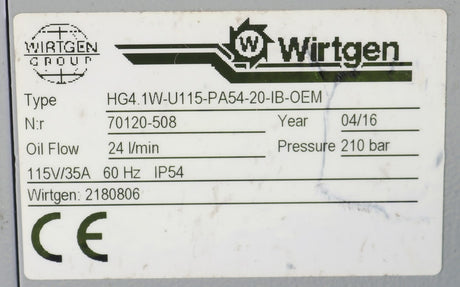 WIRTGEN
GROUP
W Wirtgen
Type HG4.1W-U115-PA54-20-IB-OEM
N:r 70120-508 Year 04/16
Oil Flow 24 l/min Pressure 210 bar
115V/35A 60 Hz IP54
Wirtgen: 2180806
CE